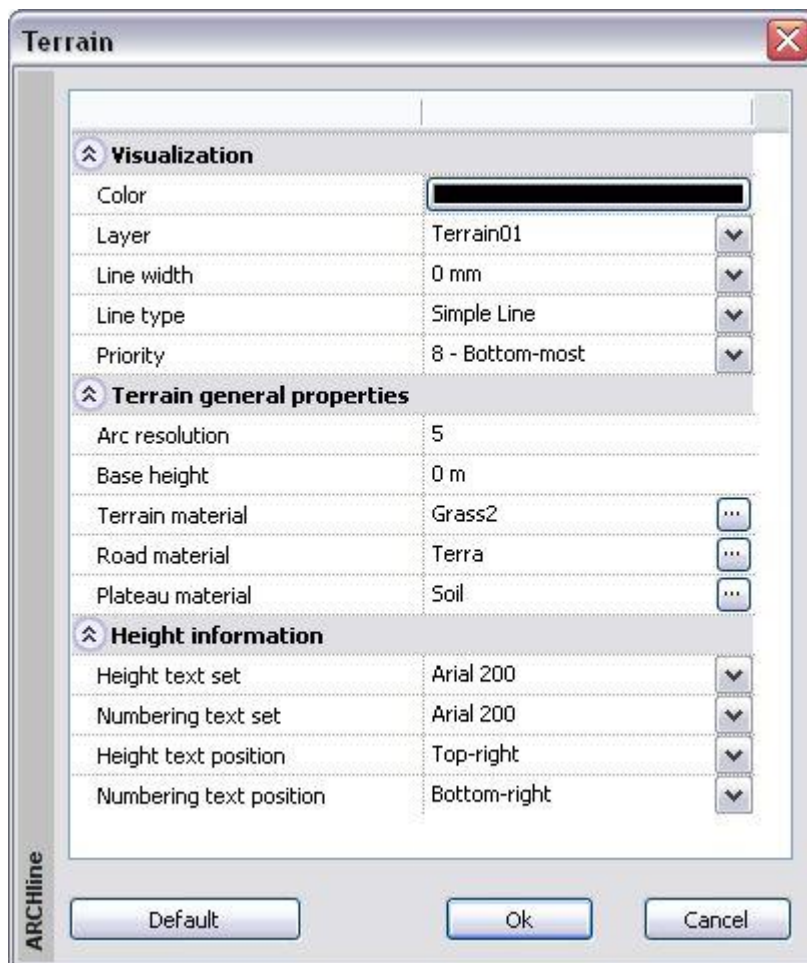 Terrain
Visualization
Color
Layer Terrain01
Line width 0 mm
Line type Simple Line
Priority 8 - Bottom-most
Terrain general properties
Arc resolution 5
Base height 0 m
Terrain material Grass2 ...
Road material Terra ...
Plateau material Soil ...
Height information
Height text set Arial 200
Numbering text set Arial 200
Height text position Top-right
Numbering text position Bottom-right
ARCHline
Default Ok Cancel